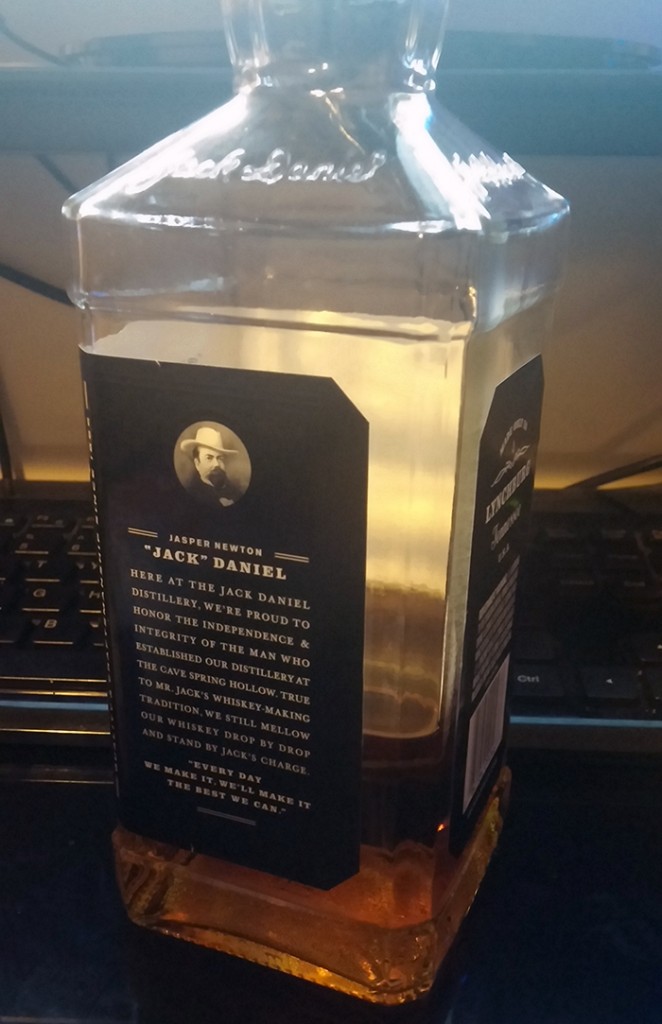 Jack Daniel
JASPER NEWTON
"JACK" DANIEL
HERE AT THE JACK DANIEL
DISTILLERY, WE'RE PROUD TO
HONOR THE INDEPENDENCE &
INTEGRITY OF THE MAN WHO
ESTABLISHED OUR DISTILLERY AT
THE CAVE SPRING HOLLOW. TRUE
TO MR. JACK'S WHISKEY-MAKING
TRADITION, WE STILL MELLOW
OUR WHISKEY DROP BY DROP
AND STAND BY JACK'S CHARGE,
"EVERY DAY
WE MAKE IT, WE'LL MAKE IT
THE BEST WE CAN."
LYNCHBURG
Tennessee
U.S.A.
G
H
B
Ctrl